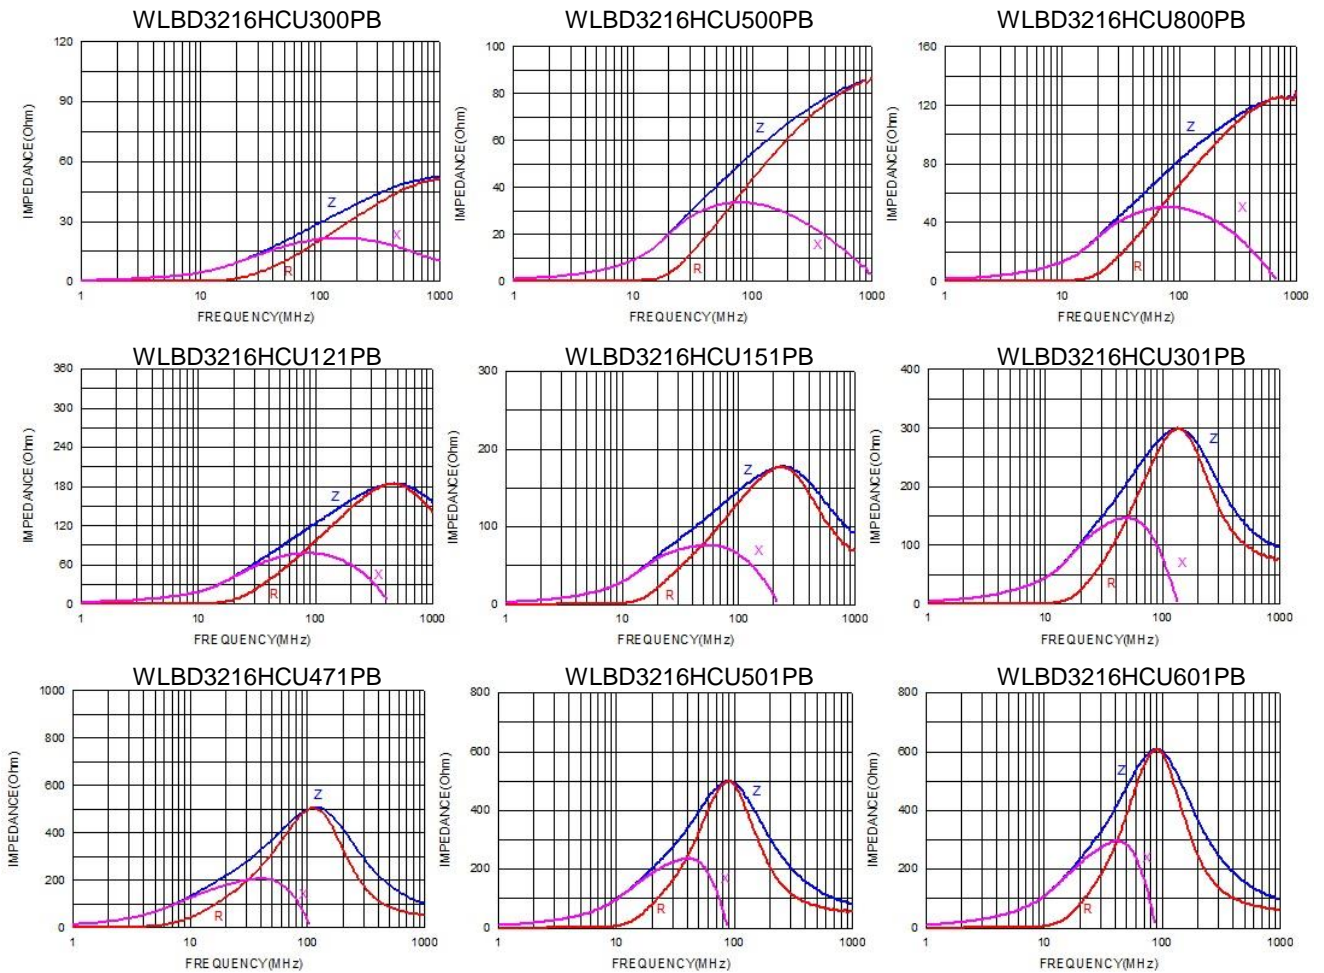 WLBD3216HCU300PB
120
90
60
30
0
IMPEDANCE(Ohm)
Z
X
R
1
10
100
1000
FREQUENCY(MHz)
WLBD3216HCU500PB
100
80
60
40
20
0
IMPEDANCE(Ohm)
Z
X
R
1
10
100
1000
FREQUENCY(MHz)
WLBD3216HCU800PB
160
120
80
40
0
IMPEDANCE(Ohm)
Z
X
R
1
10
100
1000
FREQUENCY(MHz)
WLBD3216HCU121PB
360
300
240
180
120
60
0
IMPEDANCE(Ohm)
Z
X
R
1
10
100
1000
FREQUENCY(MHz)
WLBD3216HCU151PB
300
200
100
0
IMPEDANCE(Ohm)
Z
X
R
1
10
100
1000
FREQUENCY(MHz)
WLBD3216HCU301PB
400
300
200
100
0
IMPEDANCE(Ohm)
Z
X
R
1
10
100
1000
FREQUENCY(MHz)
WLBD3216HCU471PB
1000
800
600
400
200
0
IMPEDANCE(Ohm)
Z
X
R
1
10
100
1000
FREQUENCY(MHz)
WLBD3216HCU501PB
800
600
400
200
0
IMPEDANCE(Ohm)
Z
X
R
1
10
100
1000
FREQUENCY(MHz)
WLBD3216HCU601PB
800
600
400
200
0
IMPEDANCE(Ohm)
Z
X
R
1
10
100
1000
FREQUENCY(MHz)